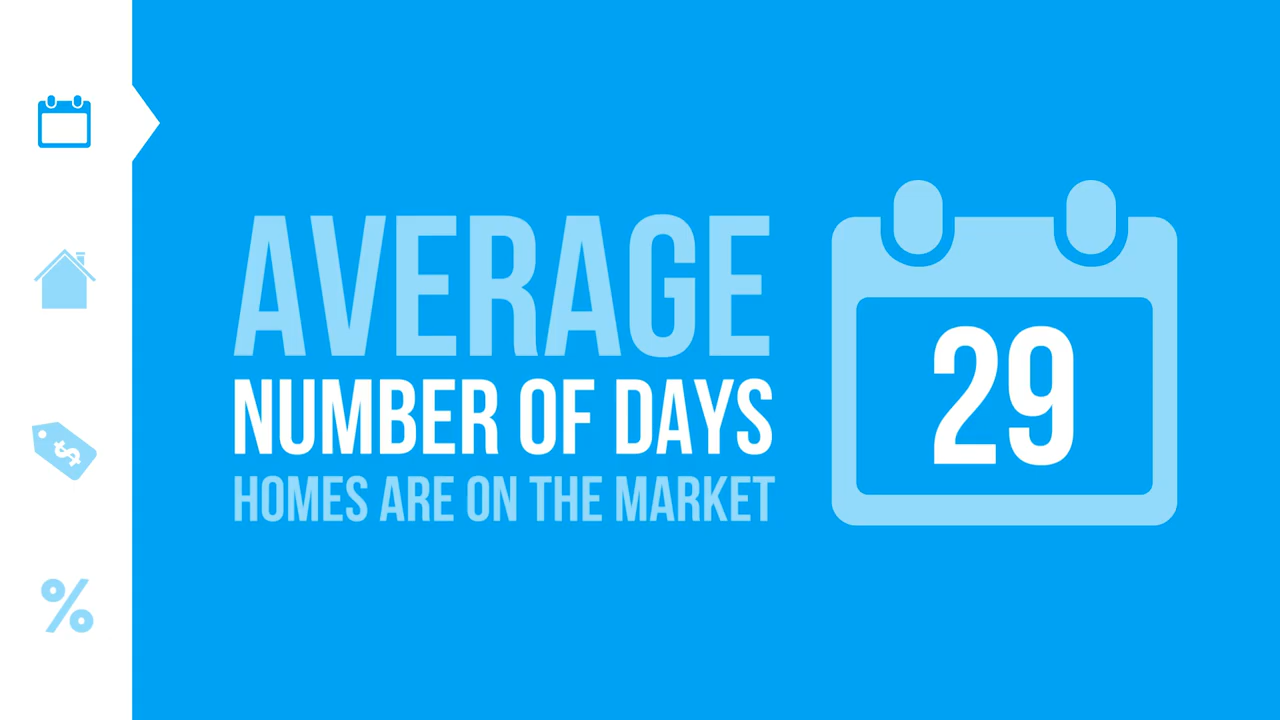 AVERAGE
NUMBER OF DAYS
HOMES ARE ON THE MARKET
29
$
%